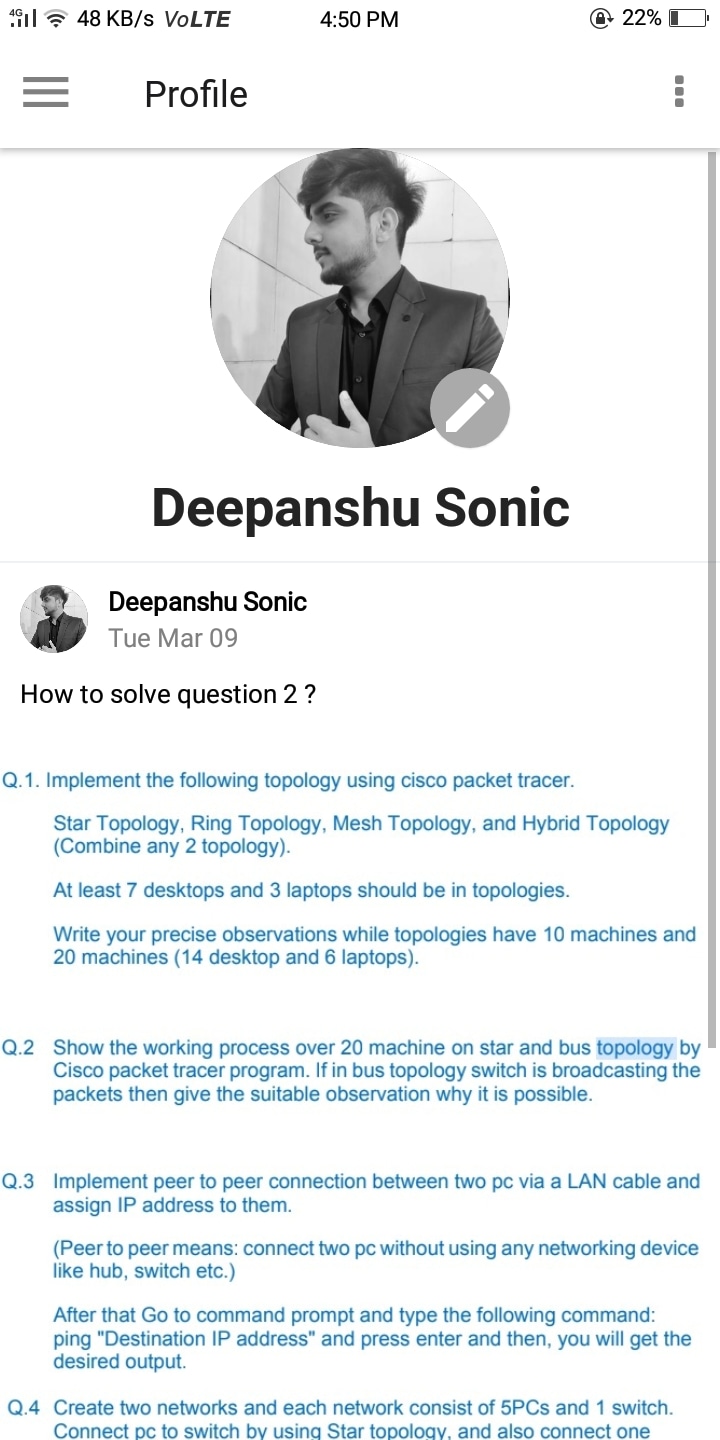 4G 48 KB/s VoLTE 4:50 PM 22%
Profile
Deepanshu Sonic
Deepanshu Sonic
Tue Mar 09
How to solve question 2 ?
Q.1. Implement the following topology using cisco packet tracer.
Star Topology, Ring Topology, Mesh Topology, and Hybrid Topology
(Combine any 2 topology).
At least 7 desktops and 3 laptops should be in topologies.
Write your precise observations while topologies have 10 machines and
20 machines (14 desktop and 6 laptops).
Q.2 Show the working process over 20 machine on star and bus topology by
Cisco packet tracer program. If in bus topology switch is broadcasting the
packets then give the suitable observation why it is possible.
Q.3 Implement peer to peer connection between two pc via a LAN cable and
assign IP address to them.
(Peer to peer means: connect two pc without using any networking device
like hub, switch etc.)
After that Go to command prompt and type the following command:
ping "Destination IP address" and press enter and then, you will get the
desired output.
Q.4 Create two networks and each network consist of 5PCs and 1 switch.
Connect pc to switch by using Star topology, and also connect one